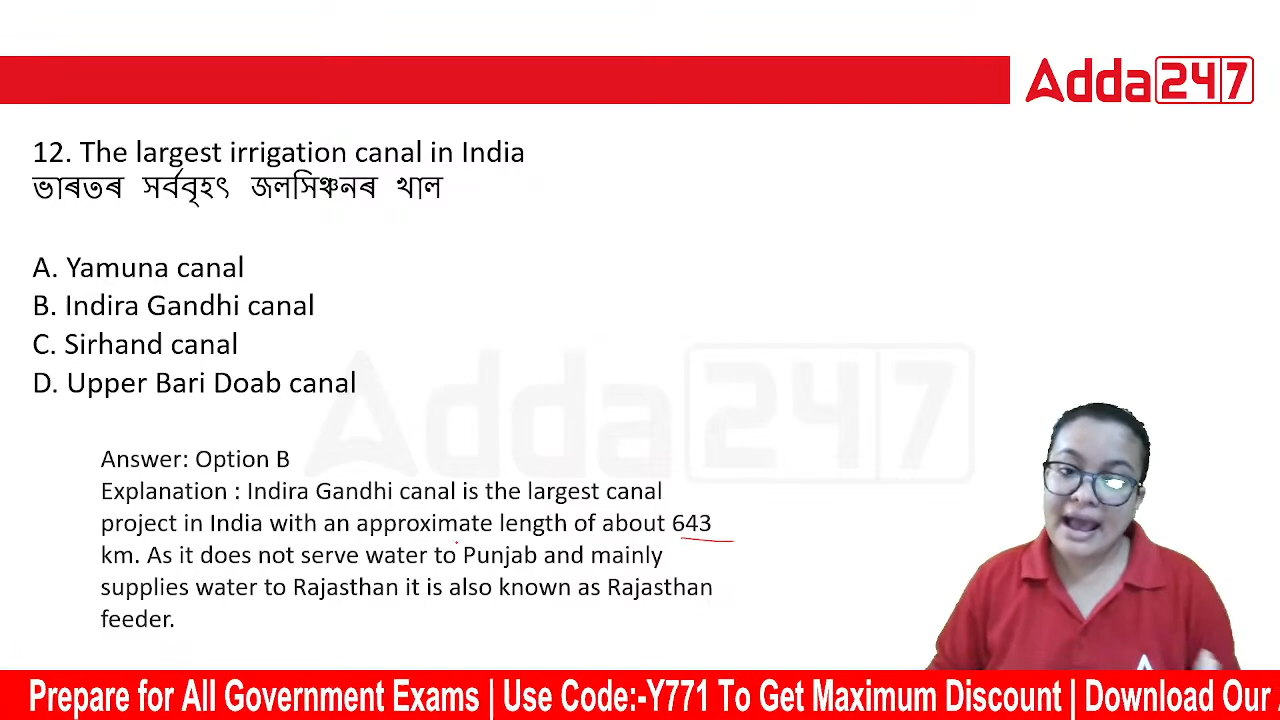 Adda247
12. The largest irrigation canal in India
ভাৰতৰ সৰ্ববৃহৎ জলসিঞ্চনৰ খাল
A. Yamuna canal
B. Indira Gandhi canal
C. Sirhand canal
D. Upper Bari Doab canal
Adda247
Answer: Option B
Explanation : Indira Gandhi canal is the largest canal
project in India with an approximate length of about 643
km. As it does not serve water to Punjab and mainly
supplies water to Rajasthan it is also known as Rajasthan
feeder.
Prepare for All Government Exams | Use Code:-Y771 To Get Maximum Discount | Download Our